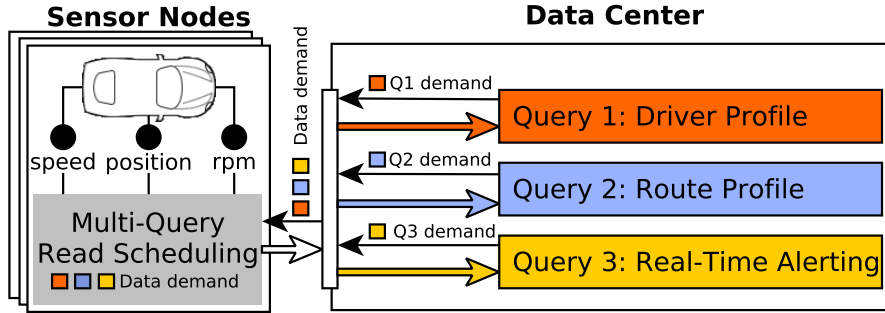 Sensor Nodes
Data Center
speed
position
rpm
Multi-Query
Read Scheduling
Data demand
Data demand
Q1 demand
Query 1: Driver Profile
Q2 demand
Query 2: Route Profile
Q3 demand
Query 3: Real-Time Alerting